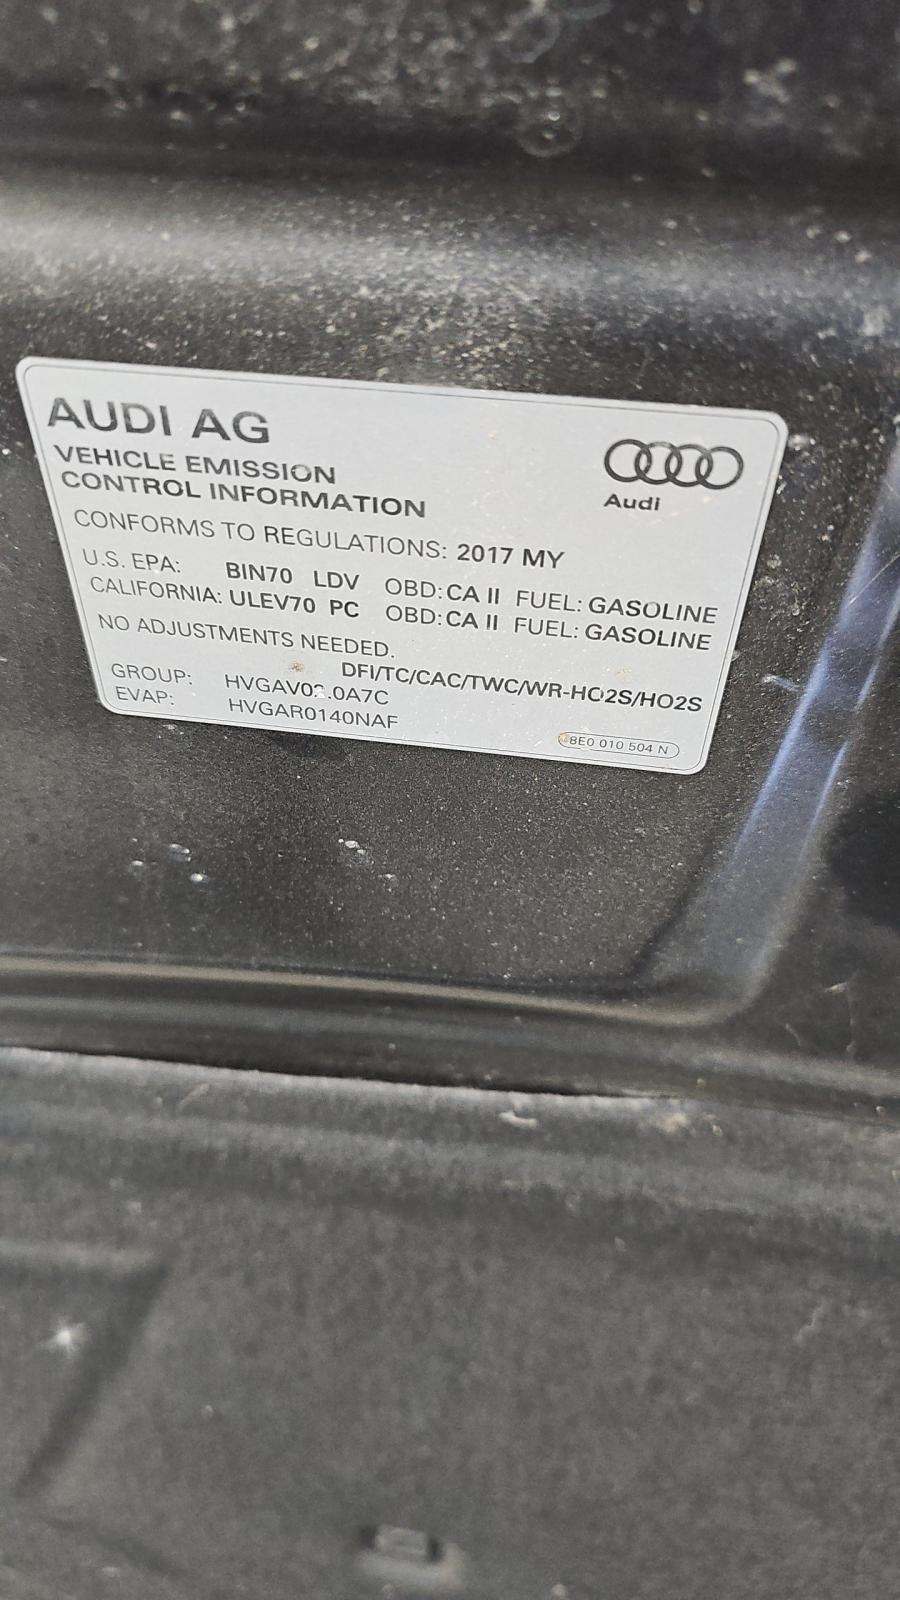 AUDI AG
Audi
VEHICLE EMISSION
CONTROL INFORMATION
CONFORMS TO REGULATIONS: 2017 MY
U.S. EPA: BIN70 LDV OBD: CA II FUEL: GASOLINE
CALIFORNIA: ULEV70 PC OBD: CA II FUEL: GASOLINE
NO ADJUSTMENTS NEEDED.
DFI/TC/CAC/TWC/WR-HO2S/HO2S
GROUP:
EVAP: HVGAR0140NAF
8E0 010 504 N